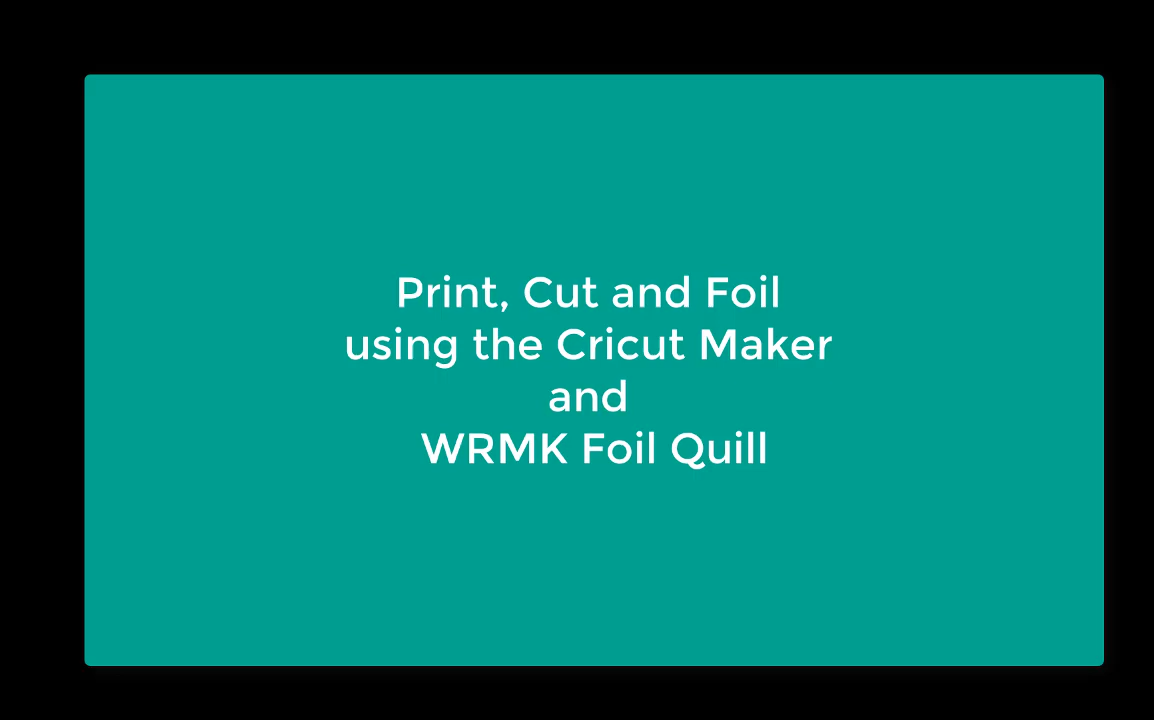 Print, Cut and Foil
using the Cricut Maker
and
WRMK Foil Quill